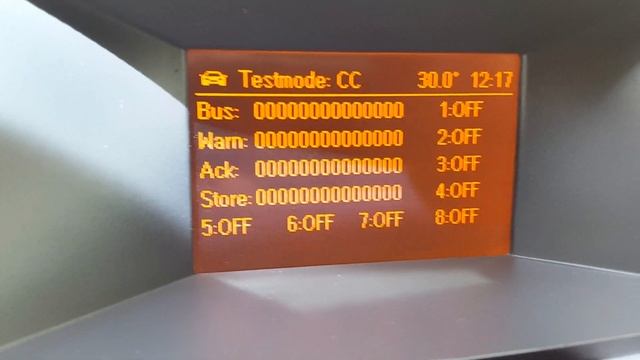 Testmode: CC 30.0° 12:17
Bus: 00000000000000 1:OFF
Warn: 00000000000000 2:OFF
Ack: 00000000000000 3:OFF
Store: 00000000000000 4:OFF
5:OFF 6:OFF 7:OFF 8:OFF